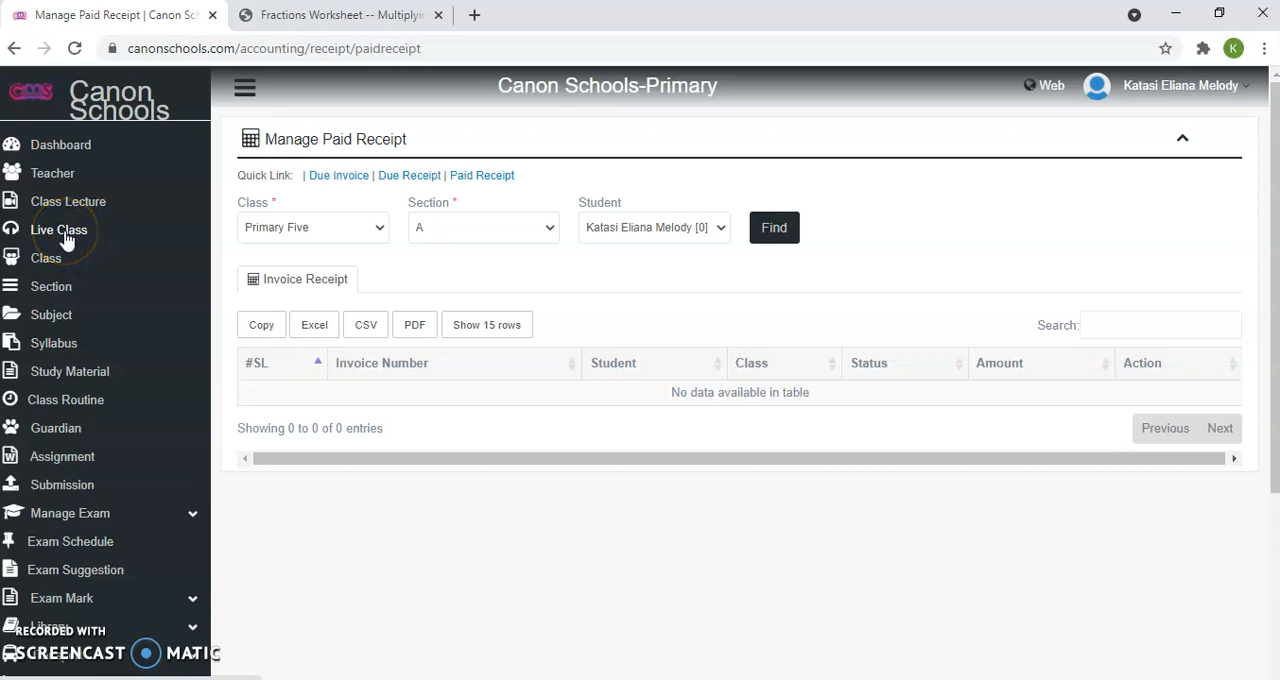 Manage Paid Receipt | Canon Sc
Fractions Worksheet -- Multiplyi
canonschools.com/accounting/receipt/paidreceipt
K
Canon
Schools
Canon Schools-Primary
Web
Katasi Eliana Melody
Dashboard
Teacher
Class Lecture
Live Class
Class
Section
Subject
Syllabus
Study Material
Class Routine
Guardian
Assignment
Submission
Manage Exam
Exam Schedule
Exam Suggestion
Exam Mark
RECORDED WITH
SCREENCAST MATIC
Manage Paid Receipt
Quick Link: | Due Invoice | Due Receipt | Paid Receipt
Class * Section * Student
Primary Five A Katasi Eliana Melody [0] Find
Invoice Receipt
Copy Excel CSV PDF Show 15 rows Search:
#SL Invoice Number Student Class Status Amount Action
No data available in table
Showing 0 to 0 of 0 entries Previous Next